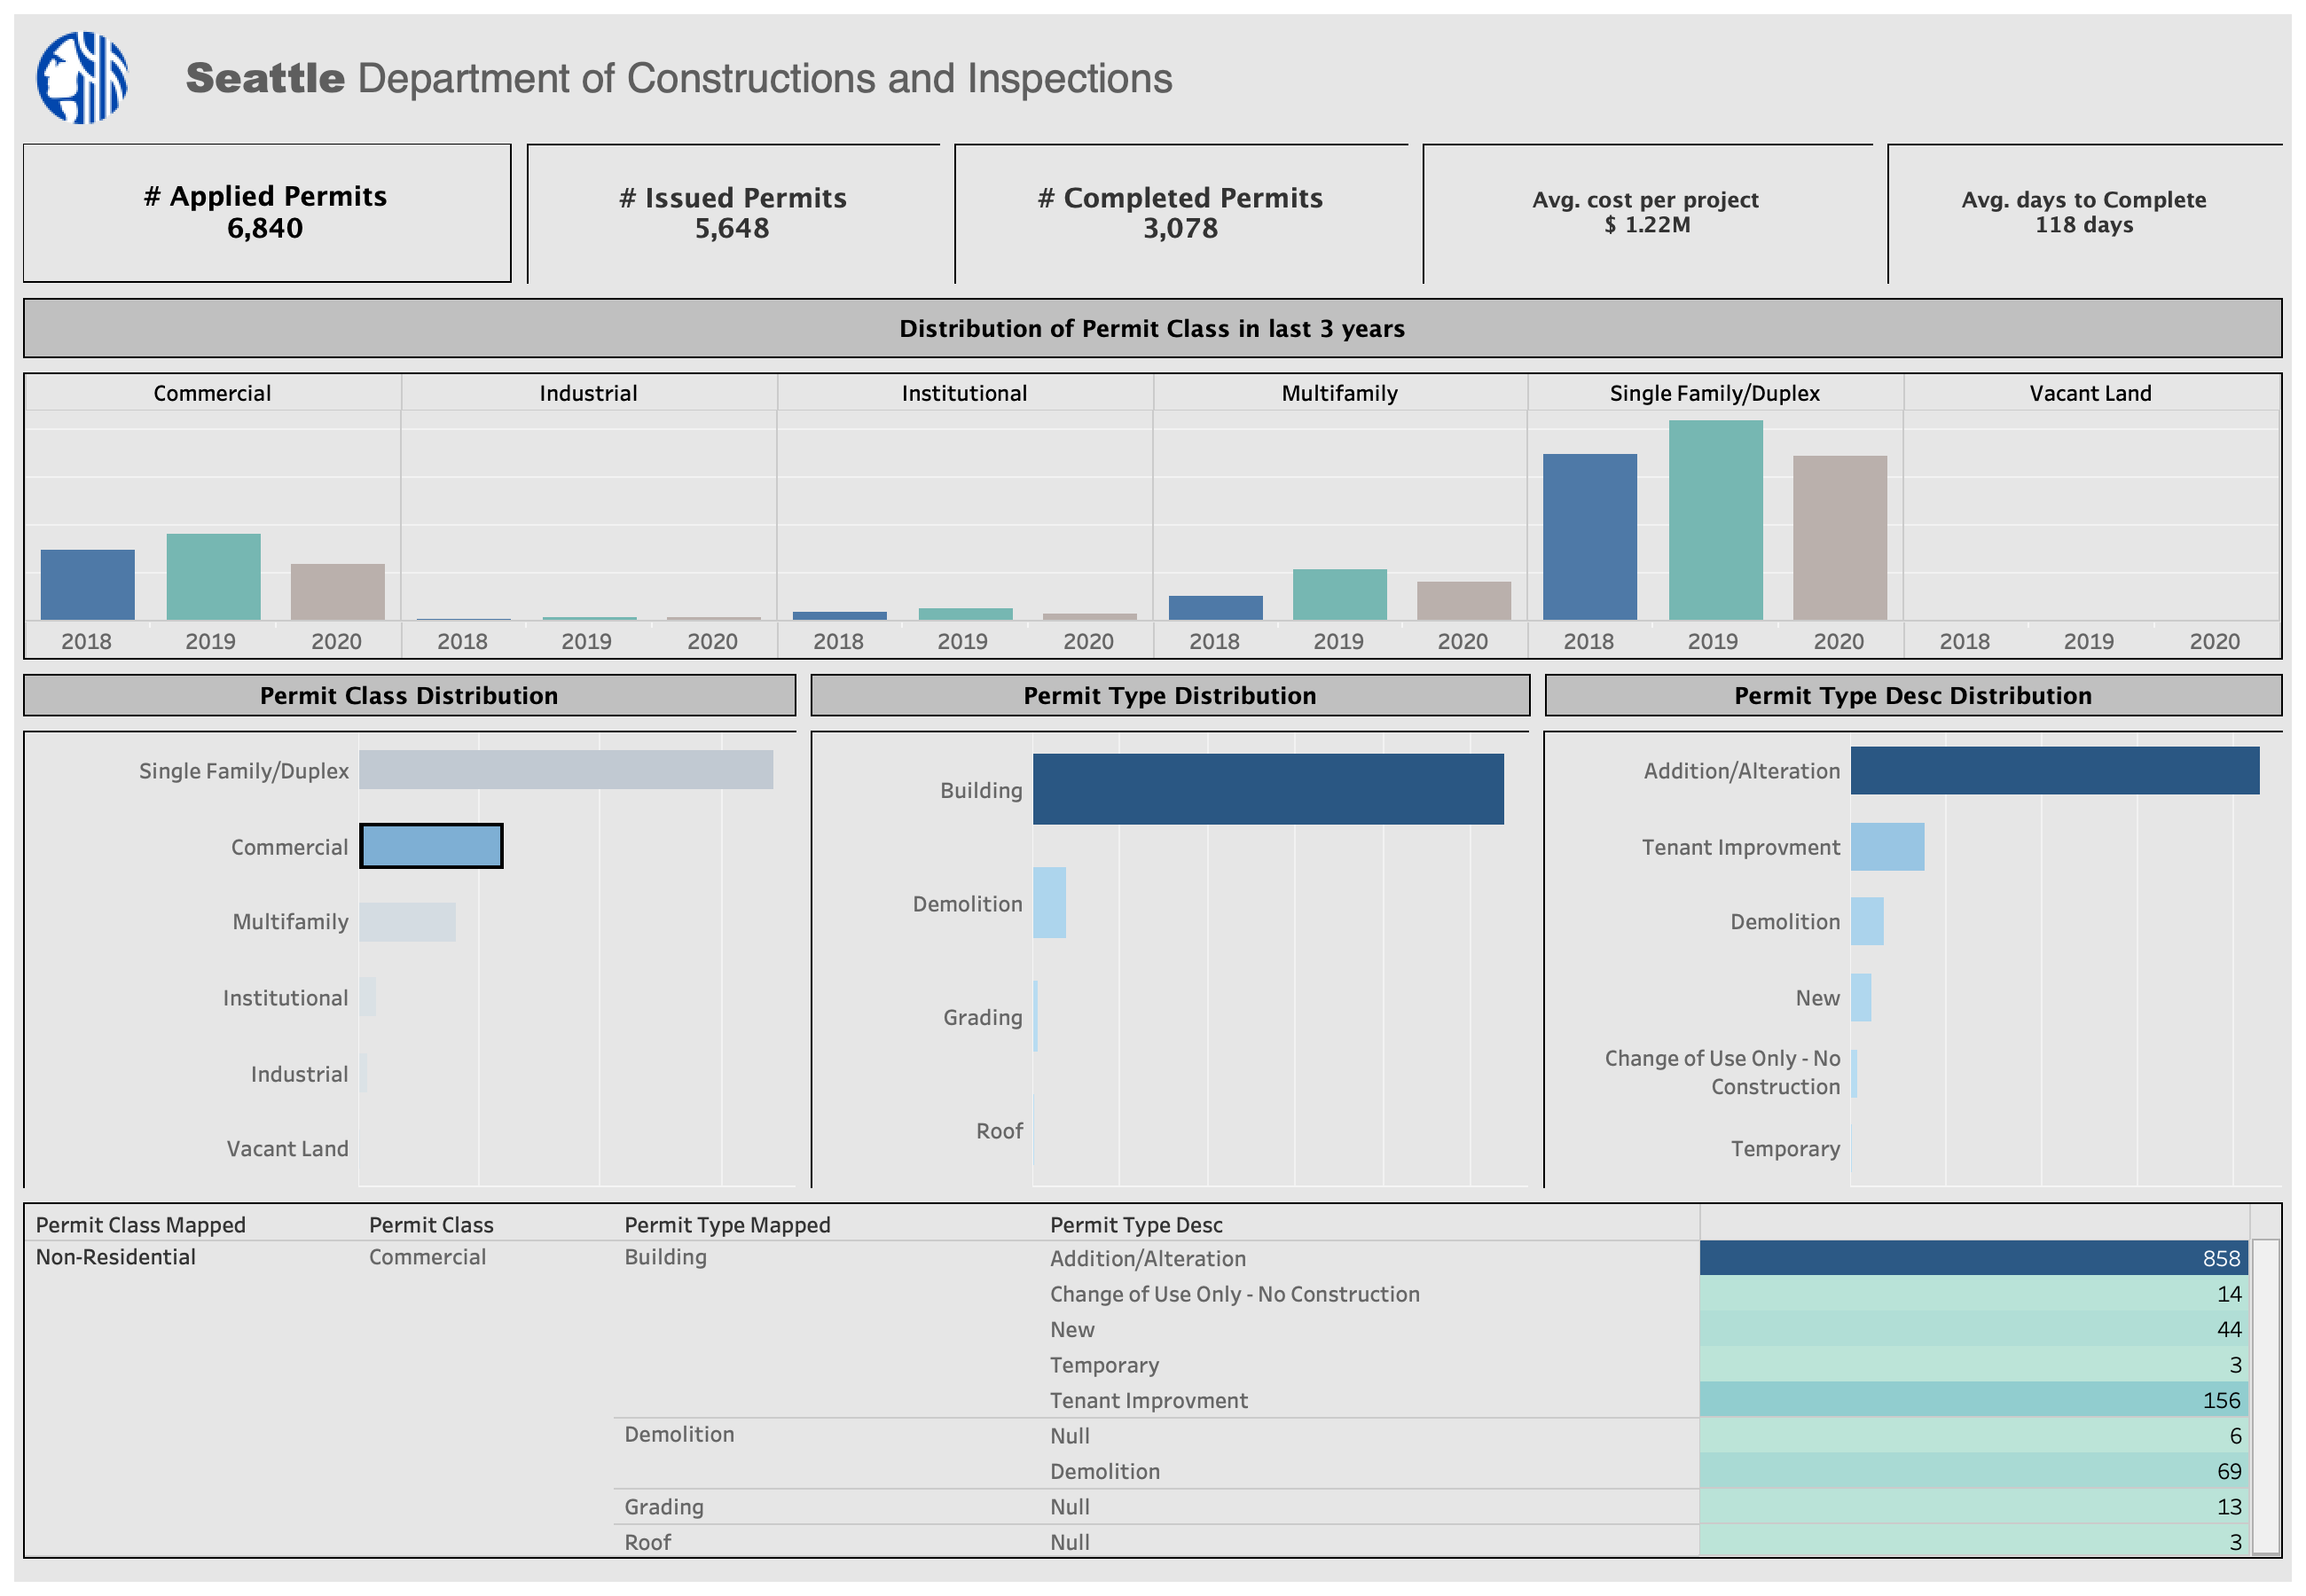 Seattle Department of Constructions and Inspections
# Applied Permits
6,840
# Issued Permits
5,648
# Completed Permits
3,078
Avg. cost per project
$ 1.22M
Avg. days to Complete
118 days
Distribution of Permit Class in last 3 years
Commercial
Industrial
Institutional
Multifamily
Single Family/Duplex
Vacant Land
2018
2019
2020
2018
2019
2020
2018
2019
2020
2018
2019
2020
2018
2019
2020
2018
2019
2020
Permit Class Distribution
Single Family/Duplex
Commercial
Multifamily
Institutional
Industrial
Vacant Land
Permit Type Distribution
Building
Demolition
Grading
Roof
Permit Type Desc Distribution
Addition/Alteration
Tenant Improvment
Demolition
New
Change of Use Only - No
Construction
Temporary
Permit Class Mapped Permit Class Permit Type Mapped Permit Type Desc
Non-Residential Commercial Building Addition/Alteration 858
Change of Use Only - No Construction 14
New 44
Temporary 3
Tenant Improvment 156
Demolition Null 6
Demolition 69
Grading Null 13
Roof Null 3